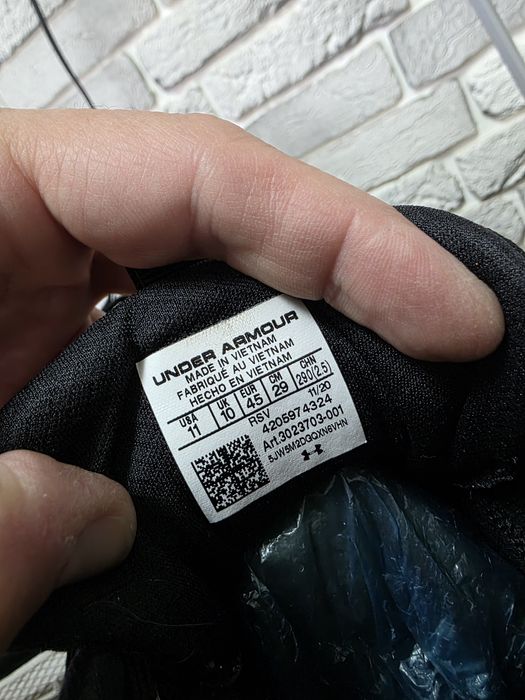 UNDER ARMOUR
MADE IN VIETNAM
FABRIQUE AU VIETNAM
HECHO EN VIETNAM
USA UK EUR CM CHN
11 10 45 29 290(2.5)
RSV 11/20
4205974324
Art.3023703-001
5JW5M2DGQXN6VHN